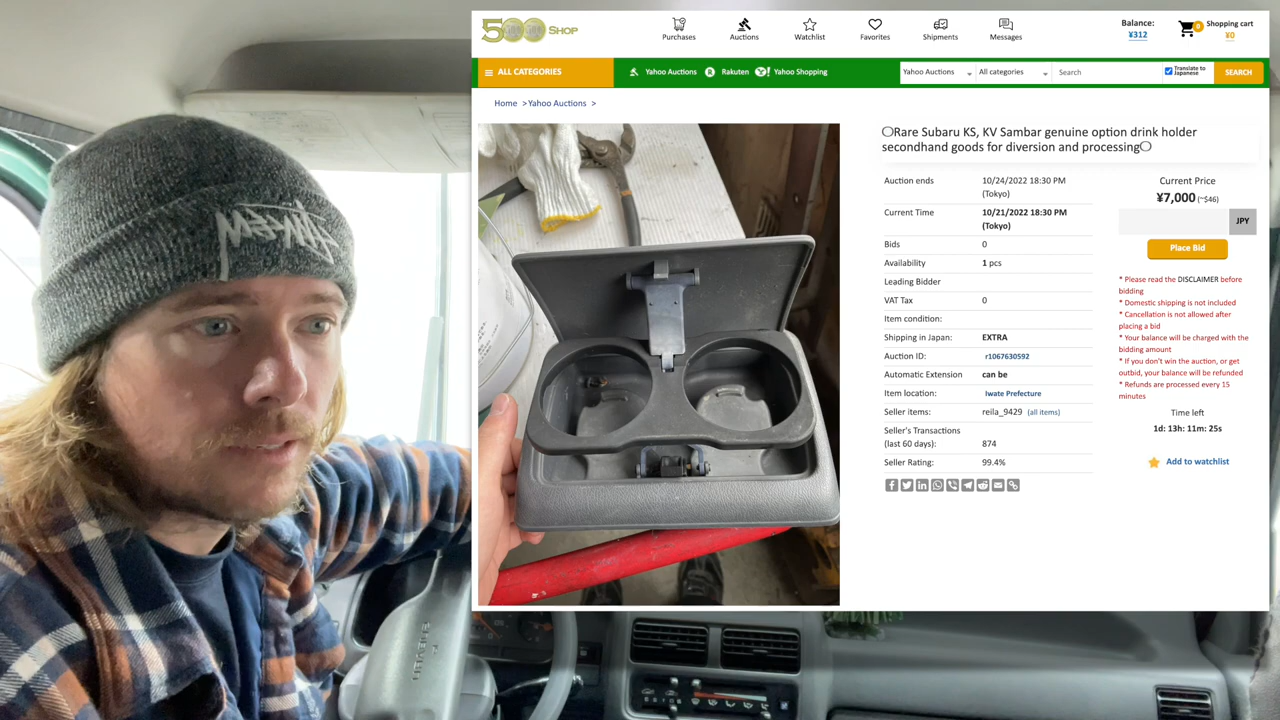 500 SHOP
Purchases
Auctions
Watchlist
Favorites
Shipments
Messages
Balance:
¥312
0
Shopping cart
¥0
ALL CATEGORIES
Yahoo Auctions
R
Rakuten
Y!
Yahoo Shopping
Yahoo Auctions
All categories
Search
Translate to
Japanese
SEARCH
Home > Yahoo Auctions >
〇Rare Subaru KS, KV Sambar genuine option drink holder
secondhand goods for diversion and processing〇
Auction ends 10/24/2022 18:30 PM
(Tokyo)
Current Time 10/21/2022 18:30 PM
(Tokyo)
Bids 0
Availability 1 pcs
Leading Bidder
VAT Tax 0
Item condition:
Shipping in Japan: EXTRA
Auction ID: r1067630592
Automatic Extension can be
Item location: Iwate Prefecture
Seller items: reila_9429 (all items)
Seller's Transactions
(last 60 days): 874
Seller Rating: 99.4%
Current Price
¥7,000 (~$46)
JPY
Place Bid
* Please read the DISCLAIMER before
bidding
* Domestic shipping is not included
* Cancellation is not allowed after
placing a bid
* Your balance will be charged with the
bidding amount
* If you don't win the auction, or get
outbid, your balance will be refunded
* Refunds are processed every 15
minutes
Time left
1d: 13h: 11m: 25s
Add to watchlist
SUBARU